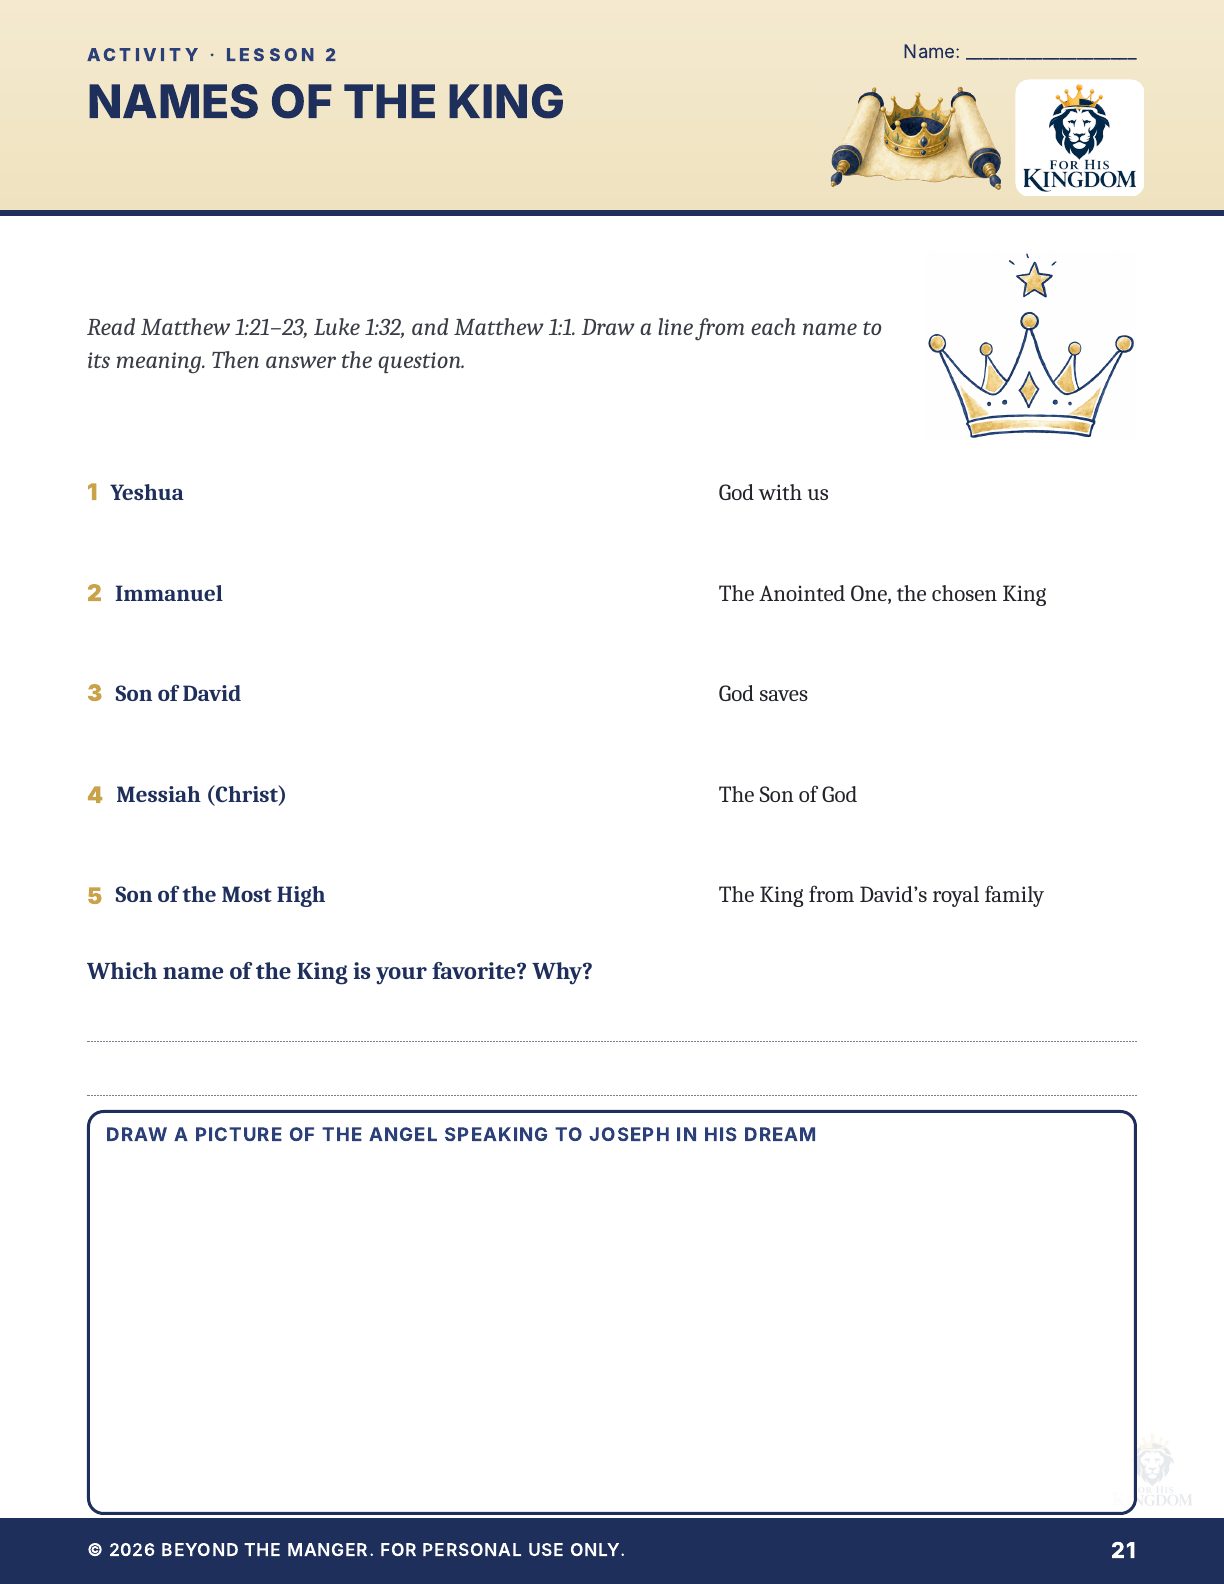 ACTIVITY · LESSON 2
NAMES OF THE KING
Name: ___________________
FOR HIS
KINGDOM
Read Matthew 1:21–23, Luke 1:32, and Matthew 1:1. Draw a line from each name to
its meaning. Then answer the question.
1 Yeshua
God with us
2 Immanuel
The Anointed One, the chosen King
3 Son of David
God saves
4 Messiah (Christ)
The Son of God
5 Son of the Most High
The King from David’s royal family
Which name of the King is your favorite? Why?
DRAW A PICTURE OF THE ANGEL SPEAKING TO JOSEPH IN HIS DREAM
FOR HIS
KINGDOM
© 2026 BEYOND THE MANGER. FOR PERSONAL USE ONLY.
21